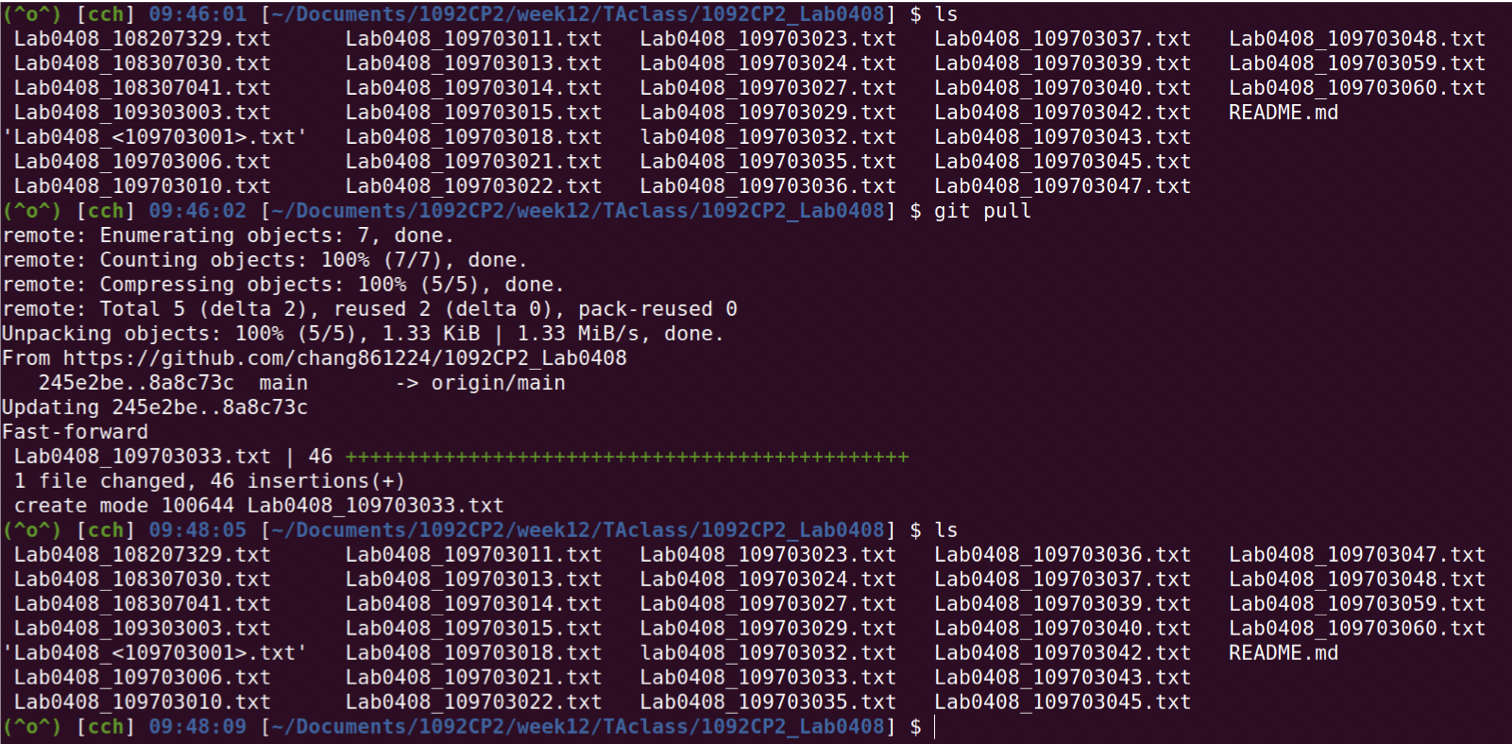 (^o^) [cch] 09:46:01 [~/Documents/1092CP2/week12/TAclass/1092CP2_Lab0408] $ ls
 Lab0408_108207329.txt      Lab0408_109703011.txt   Lab0408_109703023.txt   Lab0408_109703037.txt   Lab0408_109703048.txt
 Lab0408_108307030.txt      Lab0408_109703013.txt   Lab0408_109703024.txt   Lab0408_109703039.txt   Lab0408_109703059.txt
 Lab0408_108307041.txt      Lab0408_109703014.txt   Lab0408_109703027.txt   Lab0408_109703040.txt   Lab0408_109703060.txt
 Lab0408_109303003.txt      Lab0408_109703015.txt   Lab0408_109703029.txt   Lab0408_109703042.txt   README.md
'Lab0408_<109703001>.txt'   Lab0408_109703018.txt   lab0408_109703032.txt   Lab0408_109703043.txt
 Lab0408_109703006.txt      Lab0408_109703021.txt   Lab0408_109703035.txt   Lab0408_109703045.txt
 Lab0408_109703010.txt      Lab0408_109703022.txt   Lab0408_109703036.txt   Lab0408_109703047.txt
(^o^) [cch] 09:46:02 [~/Documents/1092CP2/week12/TAclass/1092CP2_Lab0408] $ git pull
remote: Enumerating objects: 7, done.
remote: Counting objects: 100% (7/7), done.
remote: Compressing objects: 100% (5/5), done.
remote: Total 5 (delta 2), reused 2 (delta 0), pack-reused 0
Unpacking objects: 100% (5/5), 1.33 KiB | 1.33 MiB/s, done.
From https://github.com/chang861224/1092CP2_Lab0408
   245e2be..8a8c73c  main       -> origin/main
Updating 245e2be..8a8c73c
Fast-forward
 Lab0408_109703033.txt | 46 ++++++++++++++++++++++++++++++++++++++++++++++
 1 file changed, 46 insertions(+)
 create mode 100644 Lab0408_109703033.txt
(^o^) [cch] 09:48:05 [~/Documents/1092CP2/week12/TAclass/1092CP2_Lab0408] $ ls
 Lab0408_108207329.txt      Lab0408_109703011.txt   Lab0408_109703023.txt   Lab0408_109703036.txt   Lab0408_109703047.txt
 Lab0408_108307030.txt      Lab0408_109703013.txt   Lab0408_109703024.txt   Lab0408_109703037.txt   Lab0408_109703048.txt
 Lab0408_108307041.txt      Lab0408_109703014.txt   Lab0408_109703027.txt   Lab0408_109703039.txt   Lab0408_109703059.txt
 Lab0408_109303003.txt      Lab0408_109703015.txt   Lab0408_109703029.txt   Lab0408_109703040.txt   Lab0408_109703060.txt
'Lab0408_<109703001>.txt'   Lab0408_109703018.txt   lab0408_109703032.txt   Lab0408_109703042.txt   README.md
 Lab0408_109703006.txt      Lab0408_109703021.txt   Lab0408_109703033.txt   Lab0408_109703043.txt
 Lab0408_109703010.txt      Lab0408_109703022.txt   Lab0408_109703035.txt   Lab0408_109703045.txt
(^o^) [cch] 09:48:09 [~/Documents/1092CP2/week12/TAclass/1092CP2_Lab0408] $